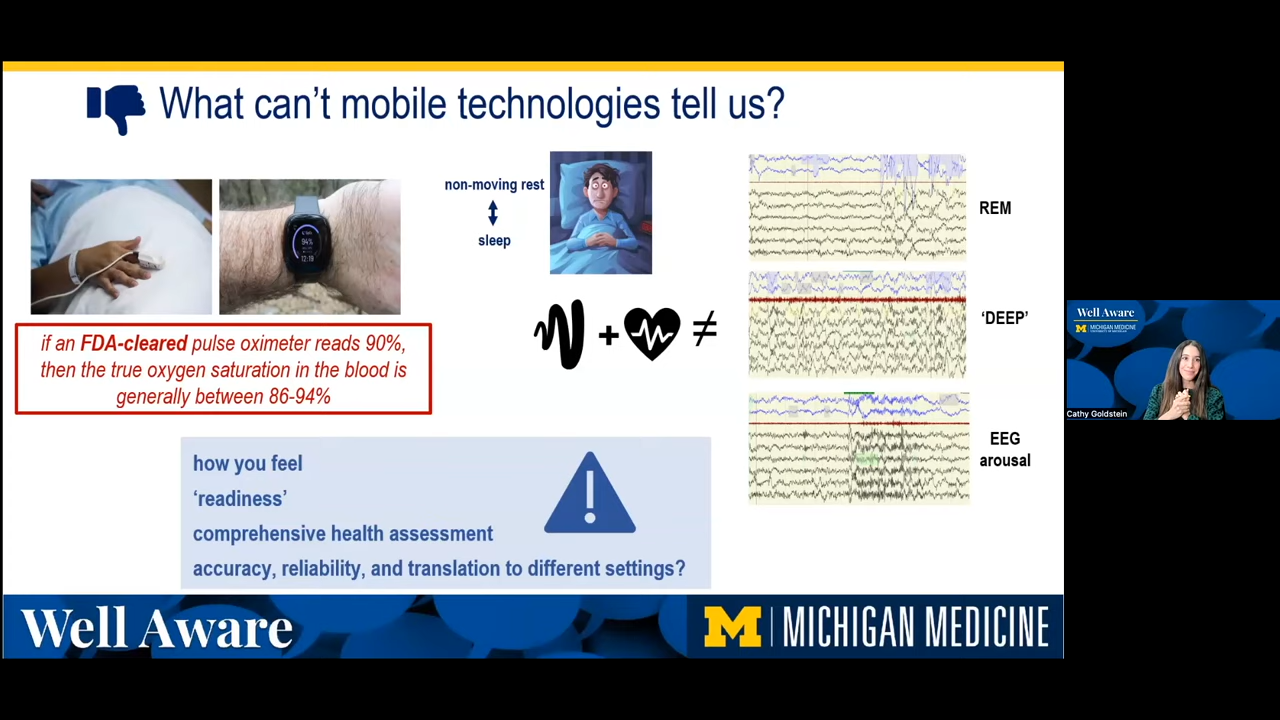 What can't mobile technologies tell us?
non-moving rest
sleep
94%
12:19
if an FDA-cleared pulse oximeter reads 90%,
then the true oxygen saturation in the blood is
generally between 86-94%
+
≠
REM
'DEEP'
EEG
arousal
how you feel
'readiness'
comprehensive health assessment
accuracy, reliability, and translation to different settings?
Well Aware
M | MICHIGAN MEDICINE
Well Aware
M MICHIGAN MEDICINE
Cathy Goldstein